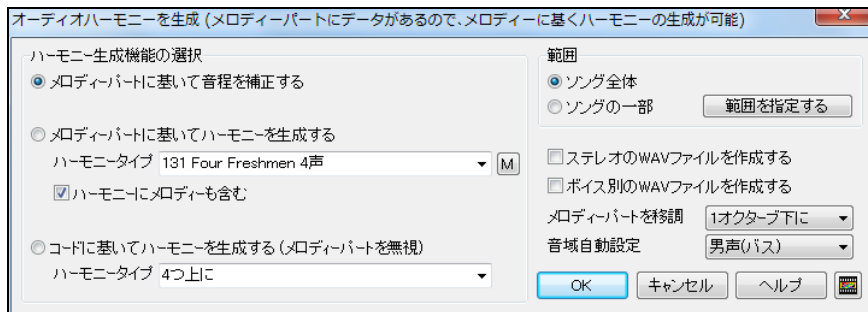 オーディオハーモニーを生成 (メロディーパートにデータがあるので、メロディーに基くハーモニーの生成が可能)
ハーモニー生成機能の選択
メロディーパートに基いて音程を補正する
メロディーパートに基いてハーモニーを生成する
ハーモニータイプ 131 Four Freshmen 4声 M
ハーモニーにメロディーも含む
コードに基いてハーモニーを生成する (メロディーパートを無視)
ハーモニータイプ 4つ上に
範囲
ソング全体
ソングの一部 範囲を指定する
ステレオのWAVファイルを作成する
ボイス別のWAVファイルを作成する
メロディーパートを移調 1オクターブ下に
音域自動設定 男声(バス)
OK キャンセル ヘルプ